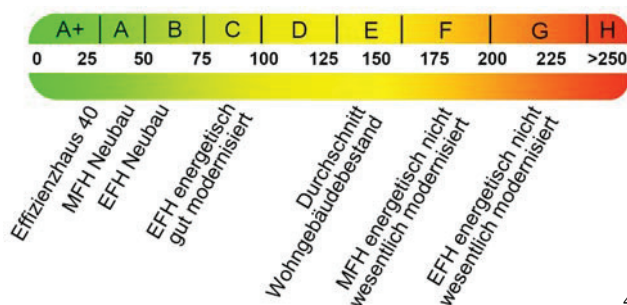 A+ A B C D E F G H
0 25 50 75 100 125 150 175 200 225 >250
Effizienzhaus 40
MFH Neubau
EFH Neubau
EFH energetisch
gut modernisiert
Durchschnitt
Wohngebäudebestand
MFH energetisch nicht
wesentlich modernisiert
EFH energetisch nicht
wesentlich modernisiert